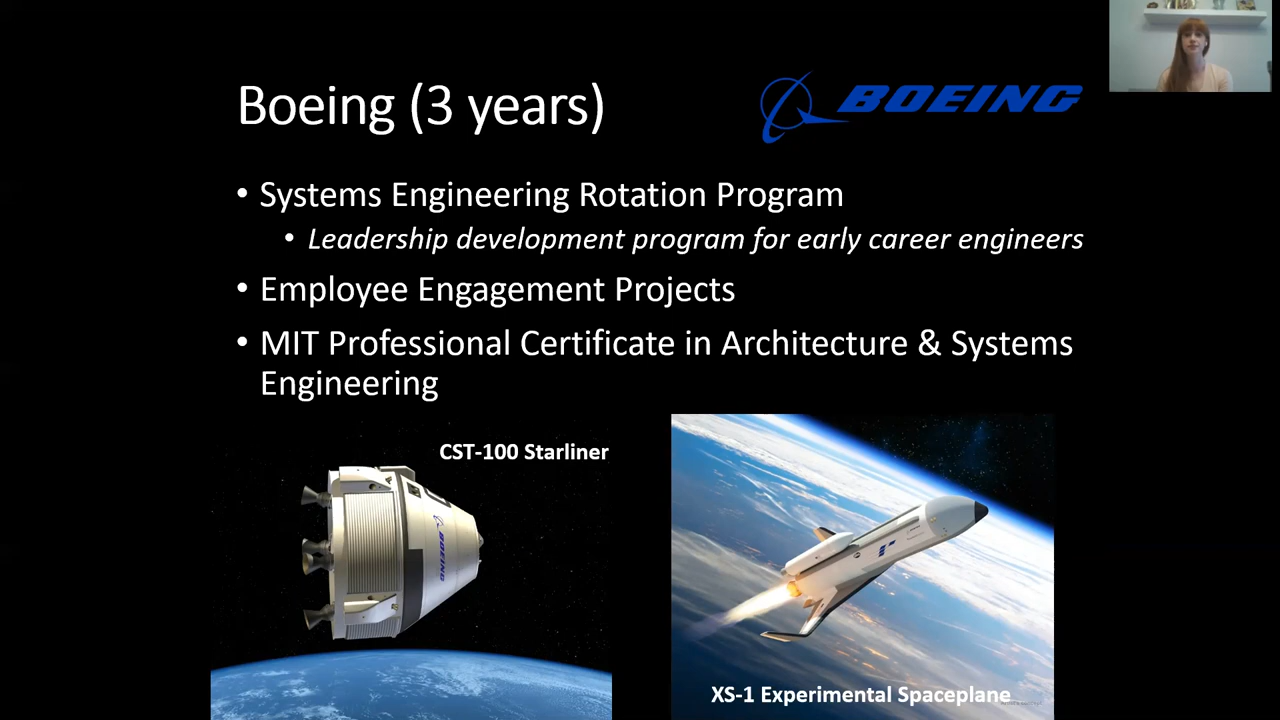 Boeing (3 years)
BOEING
• Systems Engineering Rotation Program
• Leadership development program for early career engineers
• Employee Engagement Projects
• MIT Professional Certificate in Architecture & Systems
Engineering
CST-100 Starliner
BOEING
XS-1 Experimental Spaceplane